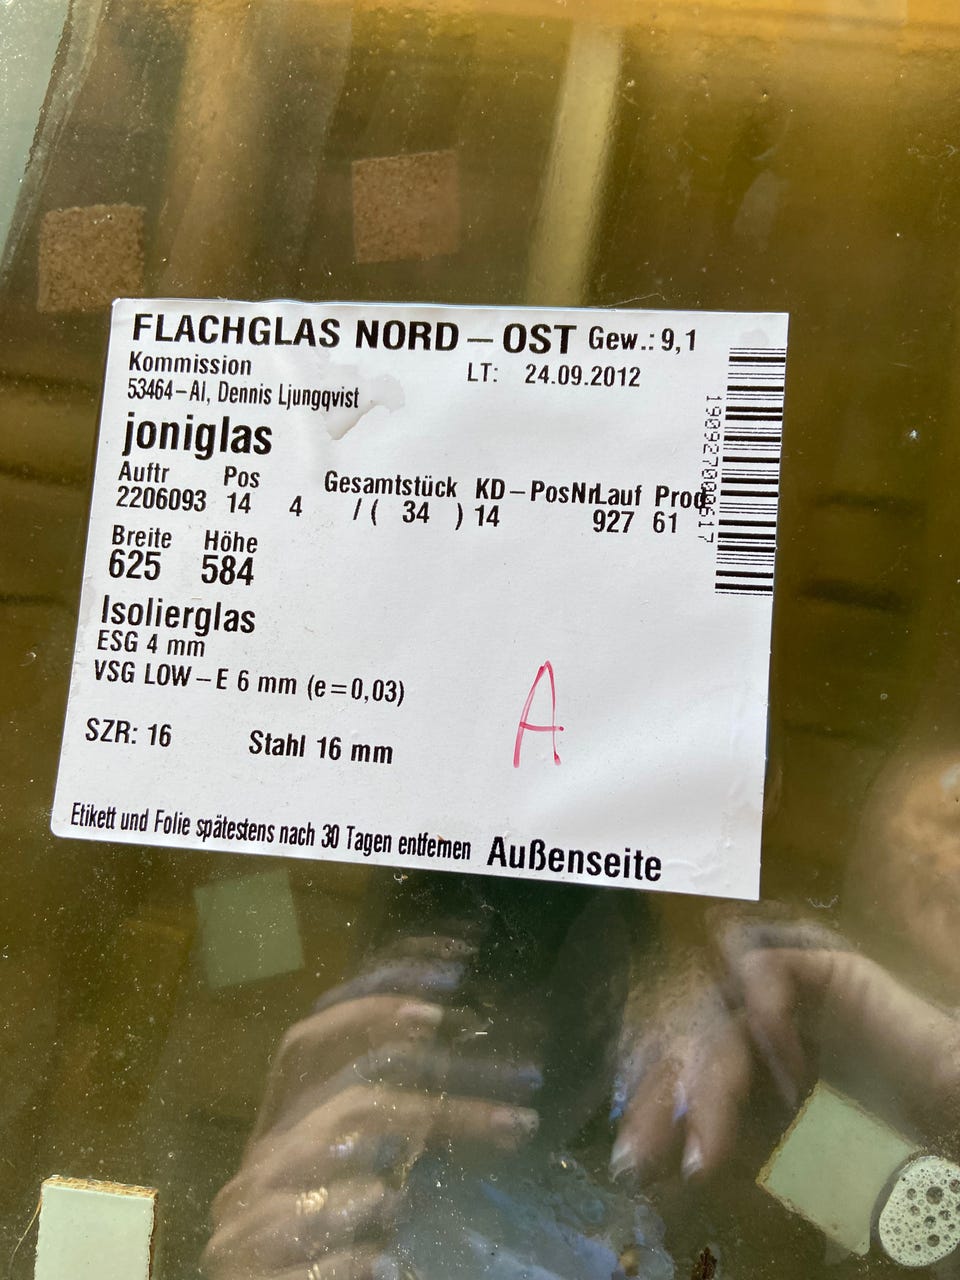 FLACHGLAS NORD – OST Gew.: 9,1
Kommission LT: 24.09.2012
53464-AI, Dennis Ljungqvist
joniglas
Auftr Pos Gesamtstück KD-PosNr Lauf Prod
2206093 14 4 / ( 34 ) 14 927 61
Breite Höhe
625 584
Isolierglas
ESG 4 mm
VSG LOW-E 6 mm (e=0,03)
A
SZR: 16 Stahl 16 mm
Etikett und Folie spätestens nach 30 Tagen entfernen Außenseite